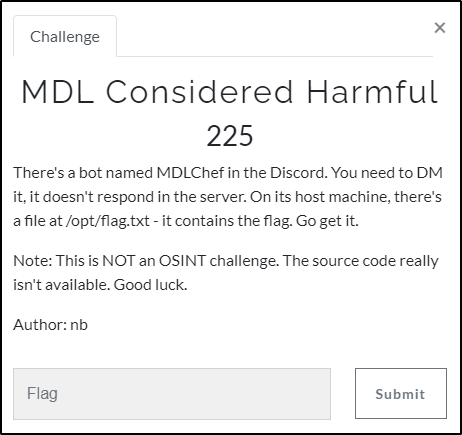 Challenge
×
MDL Considered Harmful
225
There's a bot named MDLChef in the Discord. You need to DM
it, it doesn't respond in the server. On its host machine, there's
a file at /opt/flag.txt - it contains the flag. Go get it.
Note: This is NOT an OSINT challenge. The source code really
isn't available. Good luck.
Author: nb
Flag
Submit